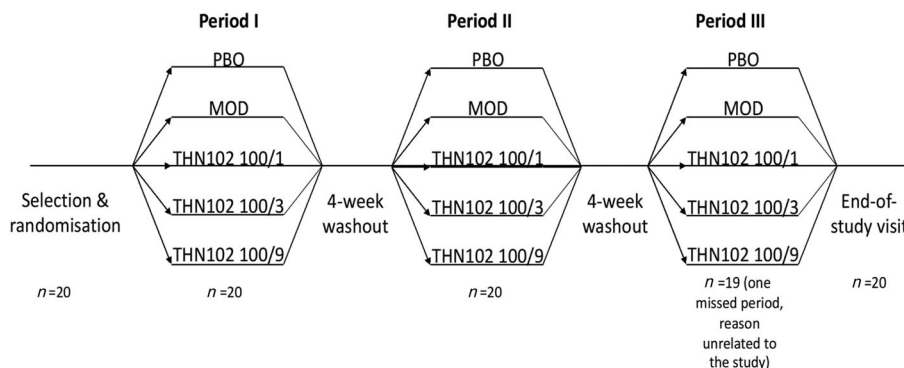 Period I
Period II
Period III
PBO
PBO
PBO
MOD
MOD
MOD
THN102 100/1
THN102 100/1
THN102 100/1
Selection &
randomisation
THN102 100/3
4-week
washout
THN102 100/3
4-week
washout
THN102 100/3
End-of-
study visit
THN102 100/9
THN102 100/9
THN102 100/9
n=20
n=20
n=20
n =19 (one
missed period,
reason
unrelated to
the study)
n=20